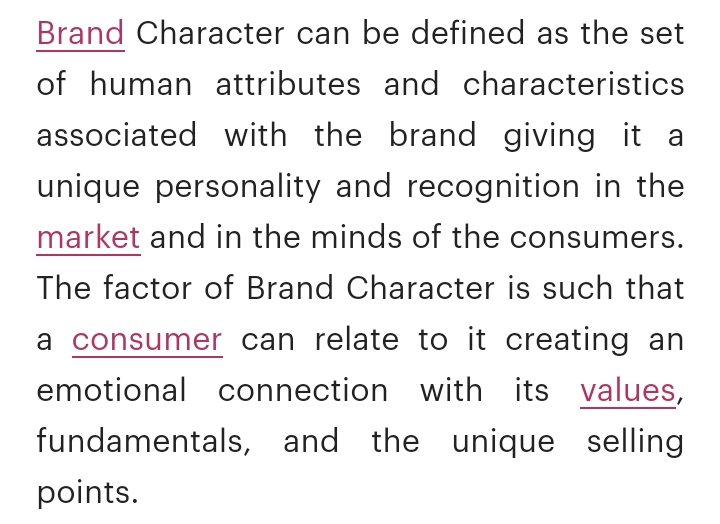 Brand Character can be defined as the set
of human attributes and characteristics
associated with the brand giving it a
unique personality and recognition in the
market and in the minds of the consumers.
The factor of Brand Character is such that
a consumer can relate to it creating an
emotional connection with its values,
fundamentals, and the unique selling
points.